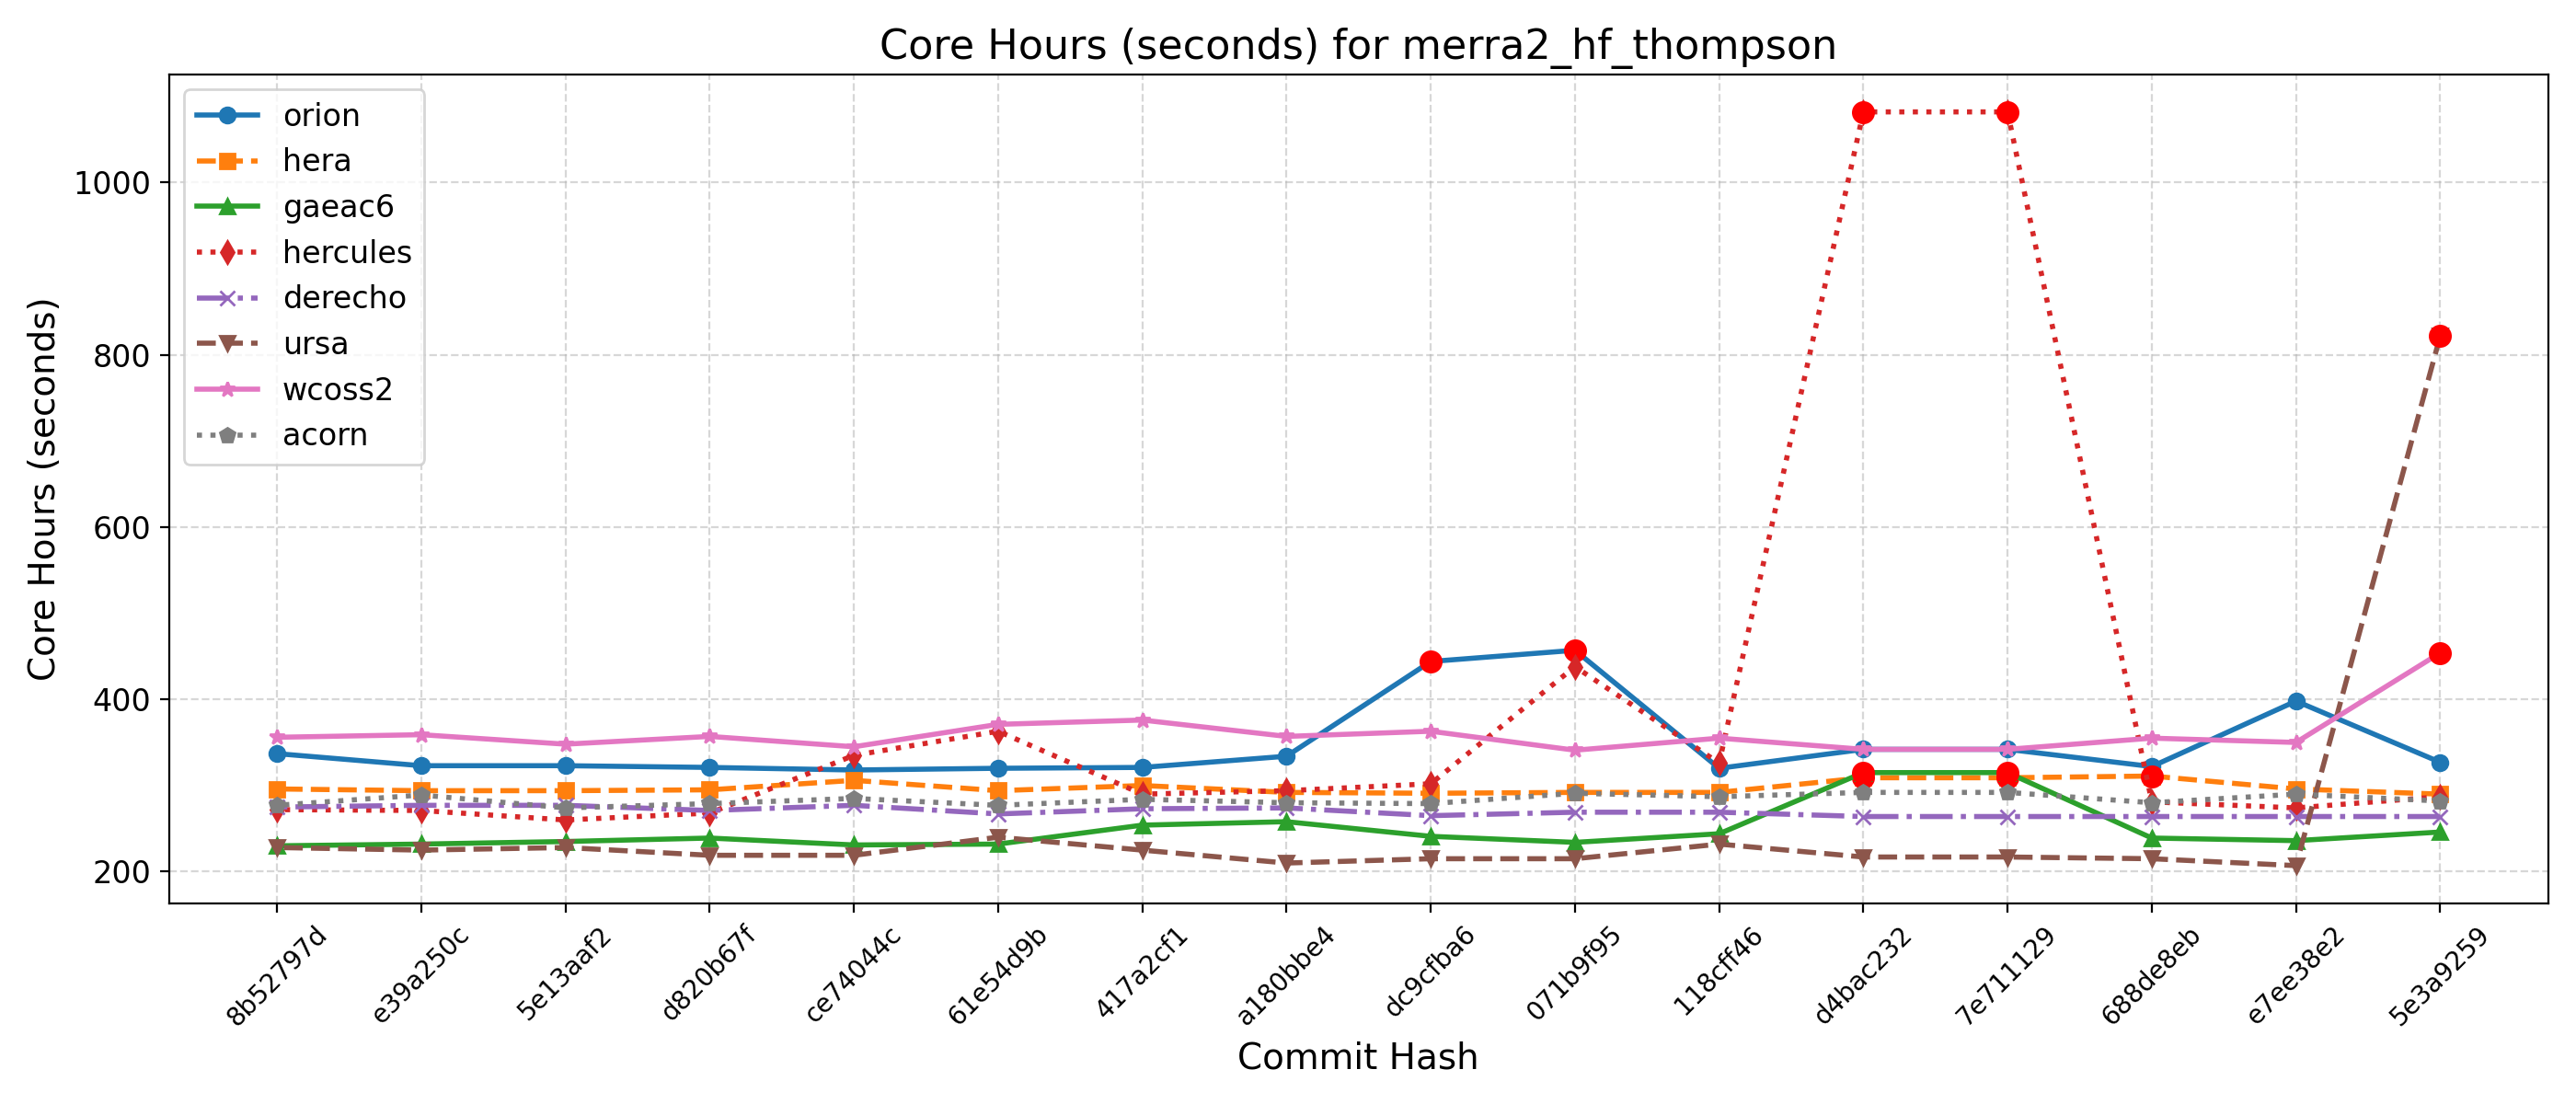 Core Hours (seconds) for merra2_hf_thompson
Core Hours (seconds)
1000
800
600
400
200
orion
hera
gaeac6
hercules
derecho
ursa
wcoss2
acorn
8b52797d
e39a250c
5e13aaf2
d820b67f
ce74044c
61e54d9b
417a2cf1
a180bbe4
dc9cfba6
071b9f95
118cff46
d4bac232
7e711129
688de8eb
e7ee38e2
5e3a9259
Commit Hash